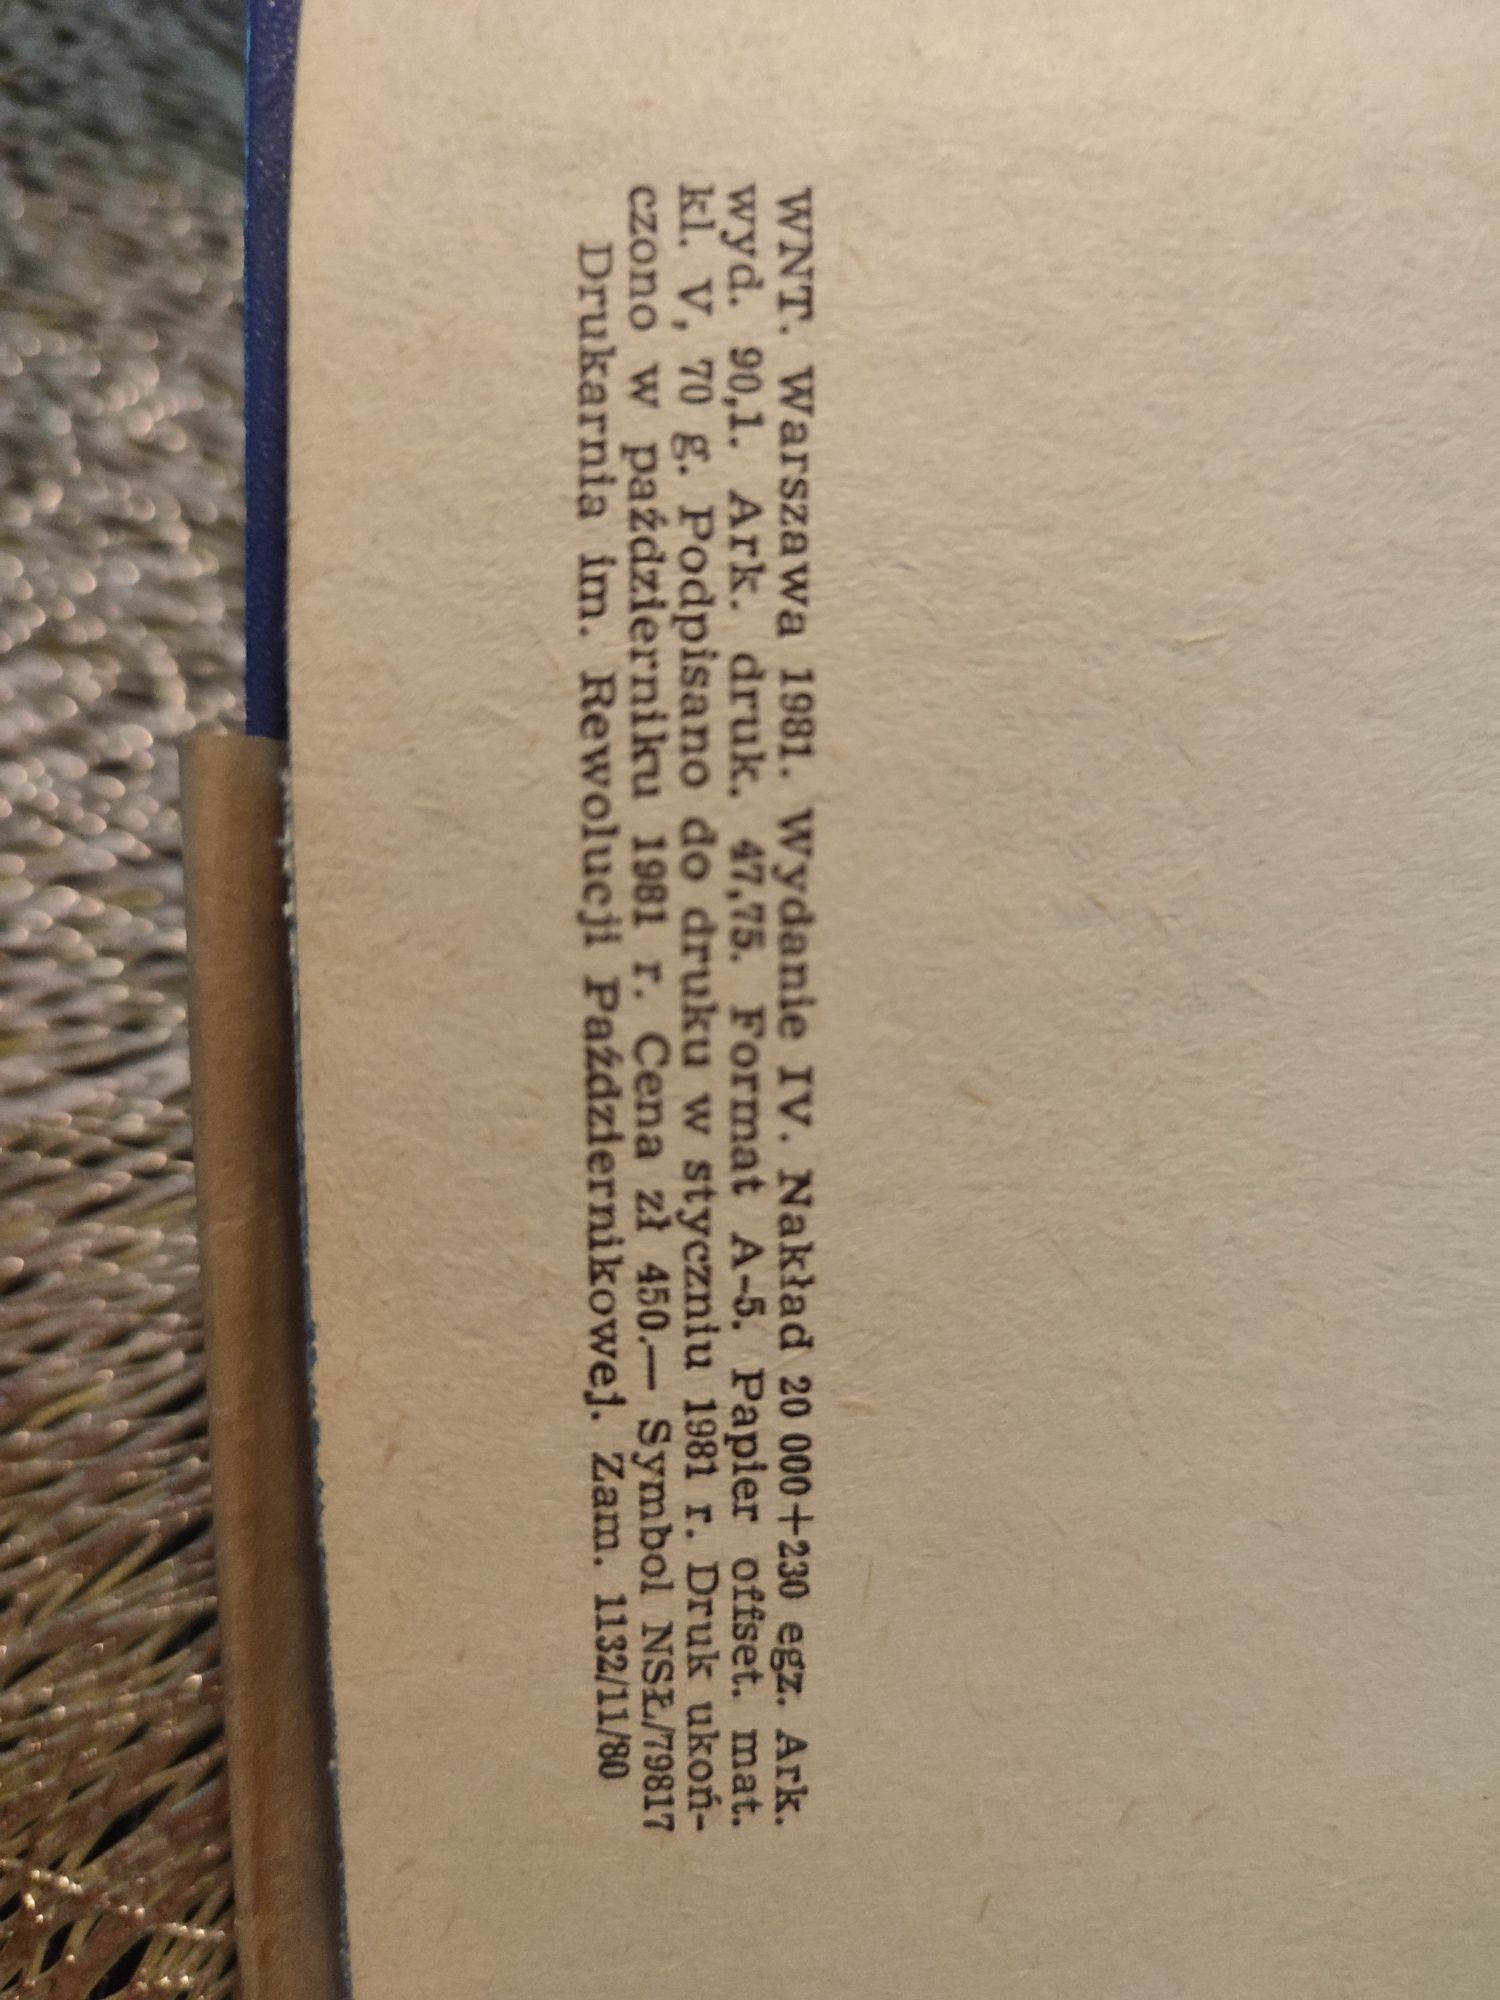 WNT. Warszawa 1981. Wydanie IV. Nakład 20 000+230 egz. Ark.
wyd. 90,1. Ark. druk. 47,75. Format A-5. Papier offset. mat.
kl. V, 70 g. Podpisano do druku w styczniu 1981 r. Druk ukoń-
czono w październiku 1981 r. Cena zł 450.— Symbol NSŁ/79817
Drukarnia im. Rewolucji Październikowej. Zam. 1132/11/80